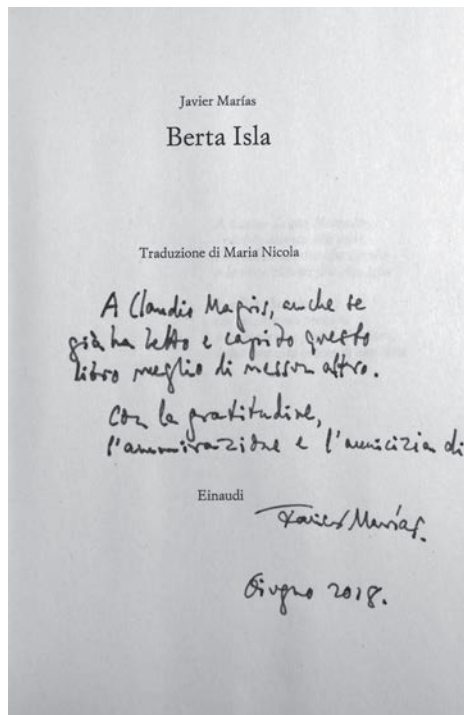 Javier Marías
Berta Isla
Traduzione di Maria Nicola
A Claudio Magris, anche se
già ha letto e capito questo
libro meglio di nessun altro.
Con la gratitudine,
l'ammirazione e l'amicizia di
Einaudi
Javier Marías.
Giugno 2018.